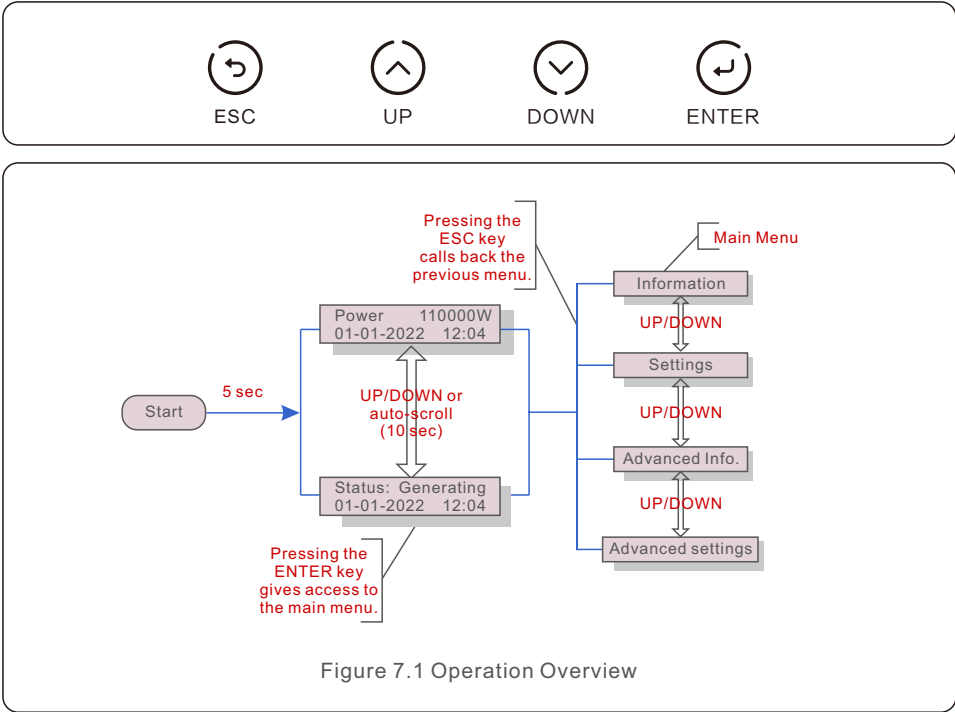 ESC UP DOWN ENTER
Pressing the
ESC key
calls back the
previous menu.
Main Menu
Information
UP/DOWN
Settings
UP/DOWN
Advanced Info.
UP/DOWN
Advanced settings
Power 110000W
01-01-2022 12:04
5 sec
Start
UP/DOWN or
auto-scroll
(10 sec)
Status: Generating
01-01-2022 12:04
Pressing the
ENTER key
gives access to
the main menu.
Figure 7.1 Operation Overview